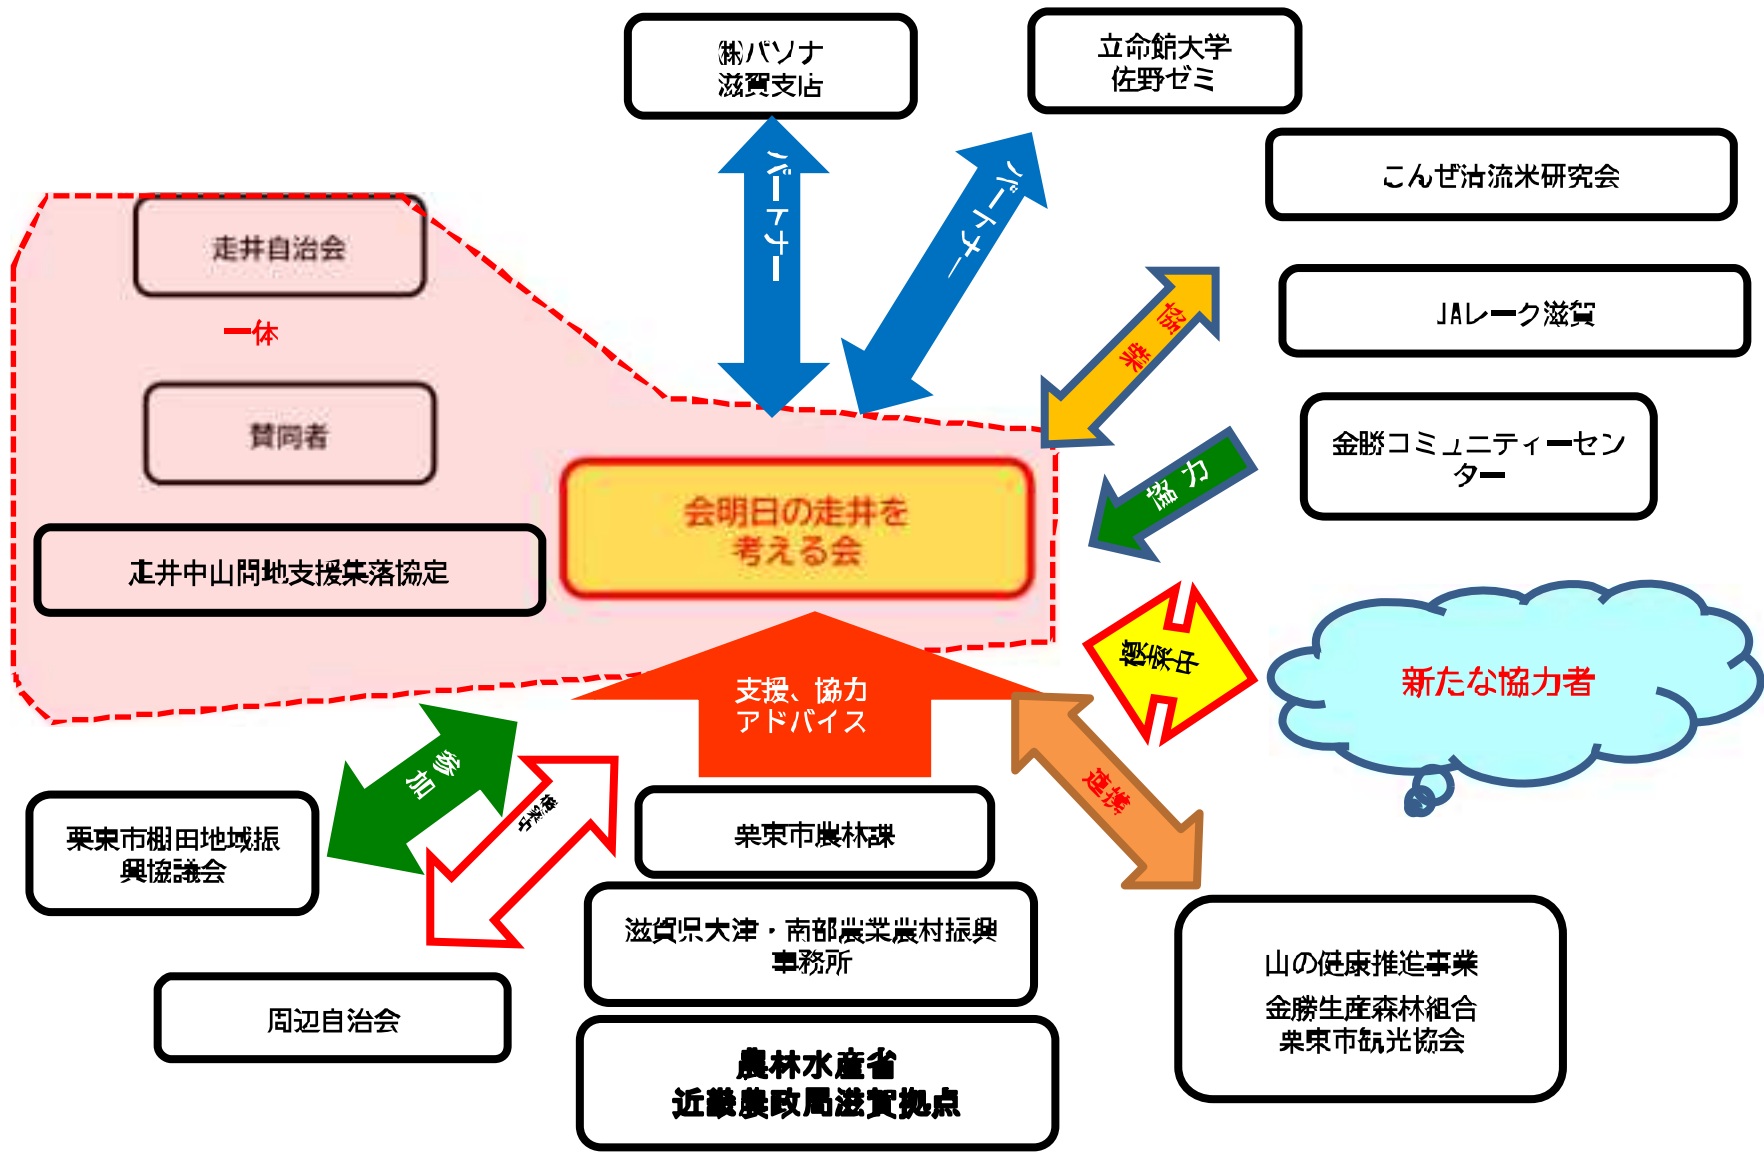 ㈱パソナ
滋賀支店
立命館大学
佐野ゼミ
こんぜ清流米研究会
パートナー
パートナー
走井自治会
一体
協業
JAレーク滋賀
賛同者
金勝コミュニティーセン
ター
協力
会明日の走井を
考える会
走井中山間地支援集落協定
模索中
新たな協力者
支援、協力
アドバイス
参加
模索中
連携
栗東市棚田地域振
興協議会
栗東市農林課
滋賀県大津・南部農業農村振興
事務所
山の健康推進事業
金勝生産森林組合
栗東市観光協会
周辺自治会
農林水産省
近畿農政局滋賀拠点